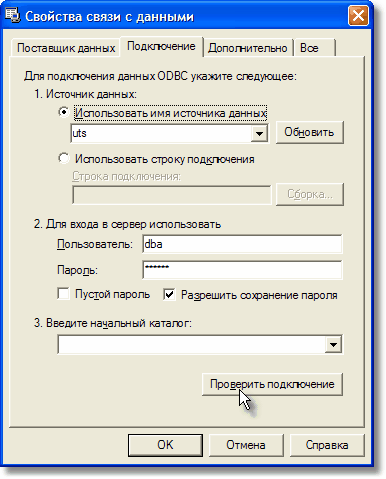 Свойства связи с данными
Поставщик данных Подключение Дополнительно Все
Для подключения данных ODBC укажите следующее:
1. Источник данных:
Использовать имя источника данных
uts Обновить
Использовать строку подключения
Строка подключения:
Сборка...
2. Для входа в сервер использовать
Пользователь: dba
Пароль: ******
Пустой пароль Разрешить сохранение пароля
3. Введите начальный каталог:
Проверить подключение
OK Отмена Справка